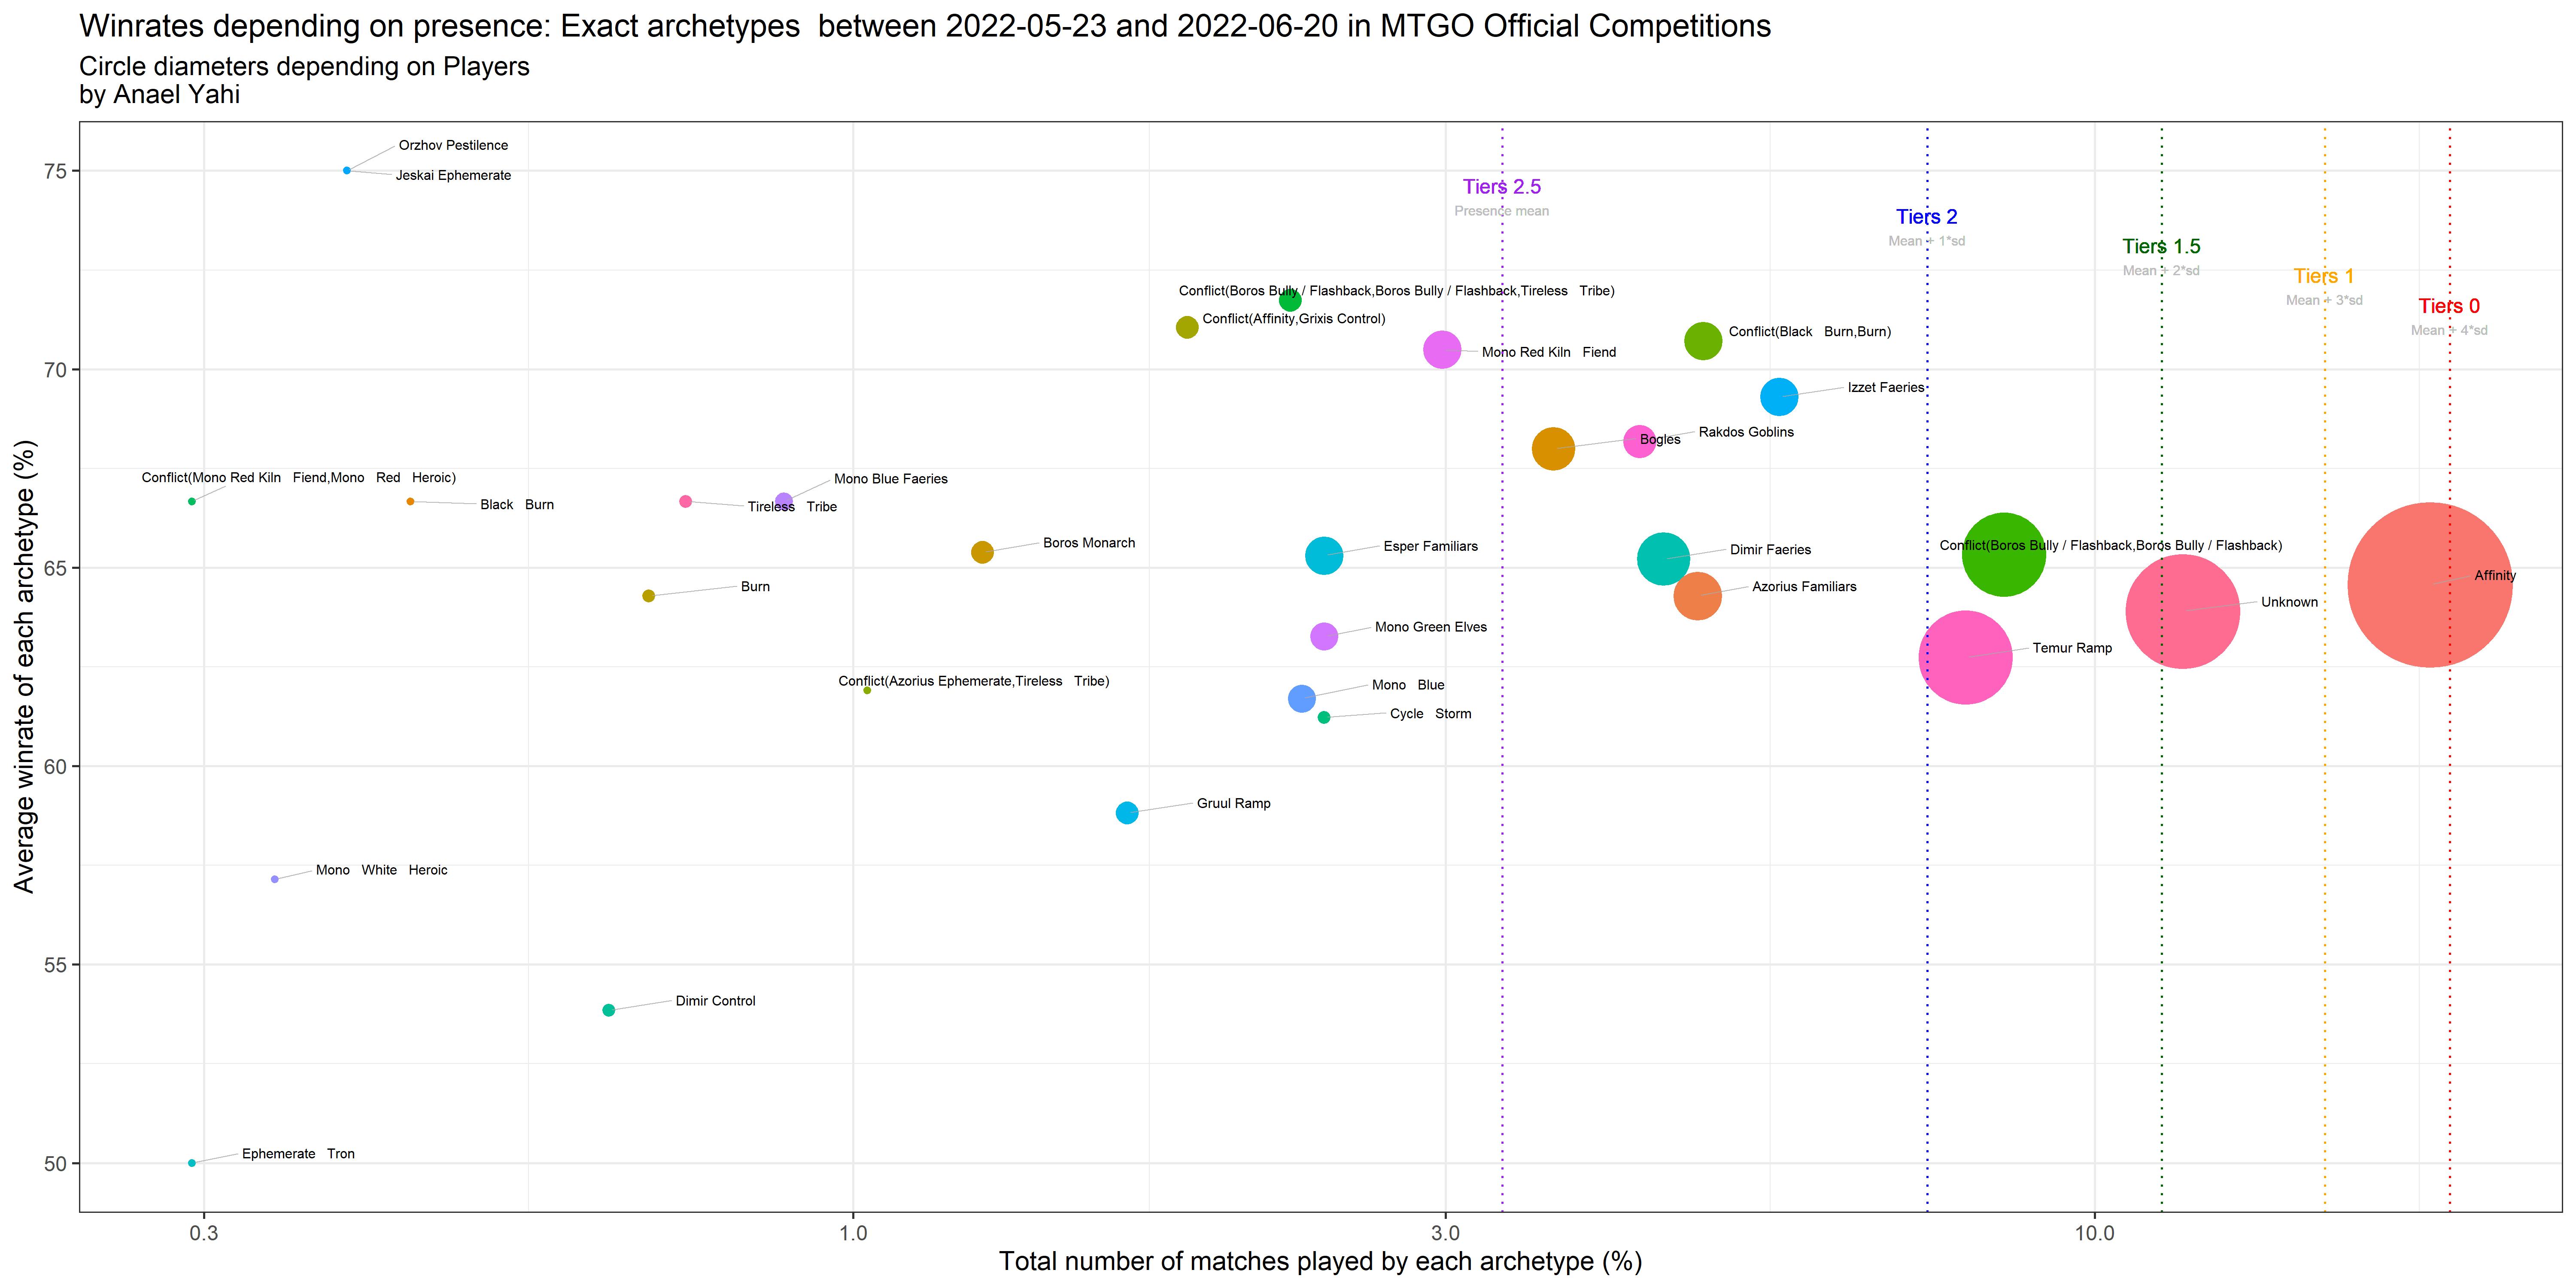 Winrates depending on presence: Exact archetypes  between 2022-05-23 and 2022-06-20 in MTGO Official Competitions
Circle diameters depending on Players
by Anael Yahi
Average winrate of each archetype (%)
75
70
65
60
55
50
Orzhov Pestilence
Jeskai Ephemerate
Tiers 2.5
Presence mean
Tiers 2
Mean + 1*sd
Tiers 1.5
Mean + 2*sd
Tiers 1
Mean + 3*sd
Tiers 0
Mean + 4*sd
Conflict(Boros Bully / Flashback,Boros Bully / Flashback,Tireless   Tribe)
Conflict(Affinity,Grixis Control)
Conflict(Black   Burn,Burn)
Mono Red Kiln   Fiend
Izzet Faeries
Rakdos Goblins
Bogles
Conflict(Mono Red Kiln   Fiend,Mono   Red   Heroic)
Mono Blue Faeries
Black   Burn
Tireless   Tribe
Boros Monarch
Esper Familiars
Dimir Faeries
Conflict(Boros Bully / Flashback,Boros Bully / Flashback)
Affinity
Burn
Azorius Familiars
Unknown
Mono Green Elves
Temur Ramp
Conflict(Azorius Ephemerate,Tireless   Tribe)
Mono   Blue
Cycle   Storm
Gruul Ramp
Mono   White   Heroic
Dimir Control
Ephemerate   Tron
0.3
1.0
3.0
10.0
Total number of matches played by each archetype (%)